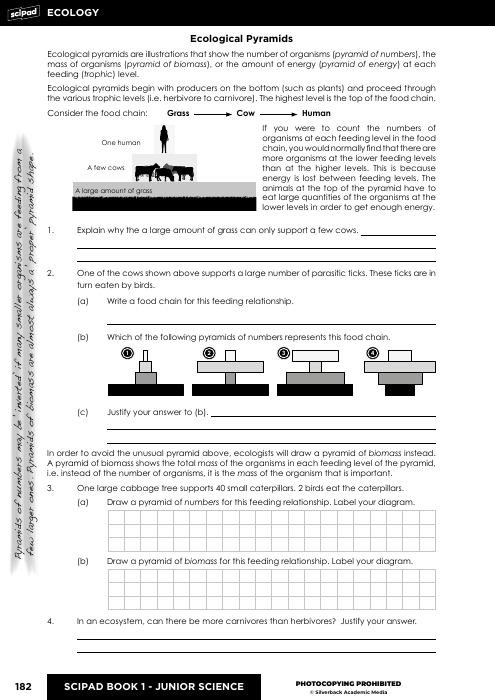 scipad ECOLOGY
Ecological Pyramids
Ecological pyramids are illustrations that show the number of organisms (pyramid of numbers), the
mass of organisms (pyramid of biomass), or the amount of energy (pyramid of energy) at each
feeding (trophic) level.
Ecological pyramids begin with producers on the bottom (such as plants) and proceed through
the various trophic levels (i.e. herbivore to carnivore). The highest level is the top of the food chain.
Consider the food chain: Grass Cow Human
One human
A few cows
A large amount of grass
If you were to count the numbers of
organisms at each feeding level in the food
chain, you would normally find that there are
more organisms at the lower feeding levels
than at the higher levels. This is because
energy is lost between feeding levels. The
animals at the top of the pyramid have to
eat large quantities of the organisms at the
lower levels in order to get enough energy.
1. Explain why the a large amount of grass can only support a few cows.
2. One of the cows shown above supports a large number of parasitic ticks. These ticks are in
turn eaten by birds.
(a) Write a food chain for this feeding relationship.
(b) Which of the following pyramids of numbers represents this food chain.
1 2 3 4
(c) Justify your answer to (b).
In order to avoid the unusual pyramid above, ecologists will draw a pyramid of biomass instead.
A pyramid of biomass shows the total mass of the organisms in each feeding level of the pyramid,
i.e. instead of the number of organisms, it is the mass of the organism that is important.
3. One large cabbage tree supports 40 small caterpillars. 2 birds eat the caterpillars.
(a) Draw a pyramid of numbers for this feeding relationship. Label your diagram.
(b) Draw a pyramid of biomass for this feeding relationship. Label your diagram.
4. In an ecosystem, can there be more carnivores than herbivores? Justify your answer.
Pyramids of numbers may be 'inverted' if many smaller organisms are feeding from a
few larger ones. Pyramids of biomass are almost always a 'proper' pyramid shape.
182 SCIPAD BOOK 1 - JUNIOR SCIENCE
PHOTOCOPYING PROHIBITED
© Silverback Academic Media